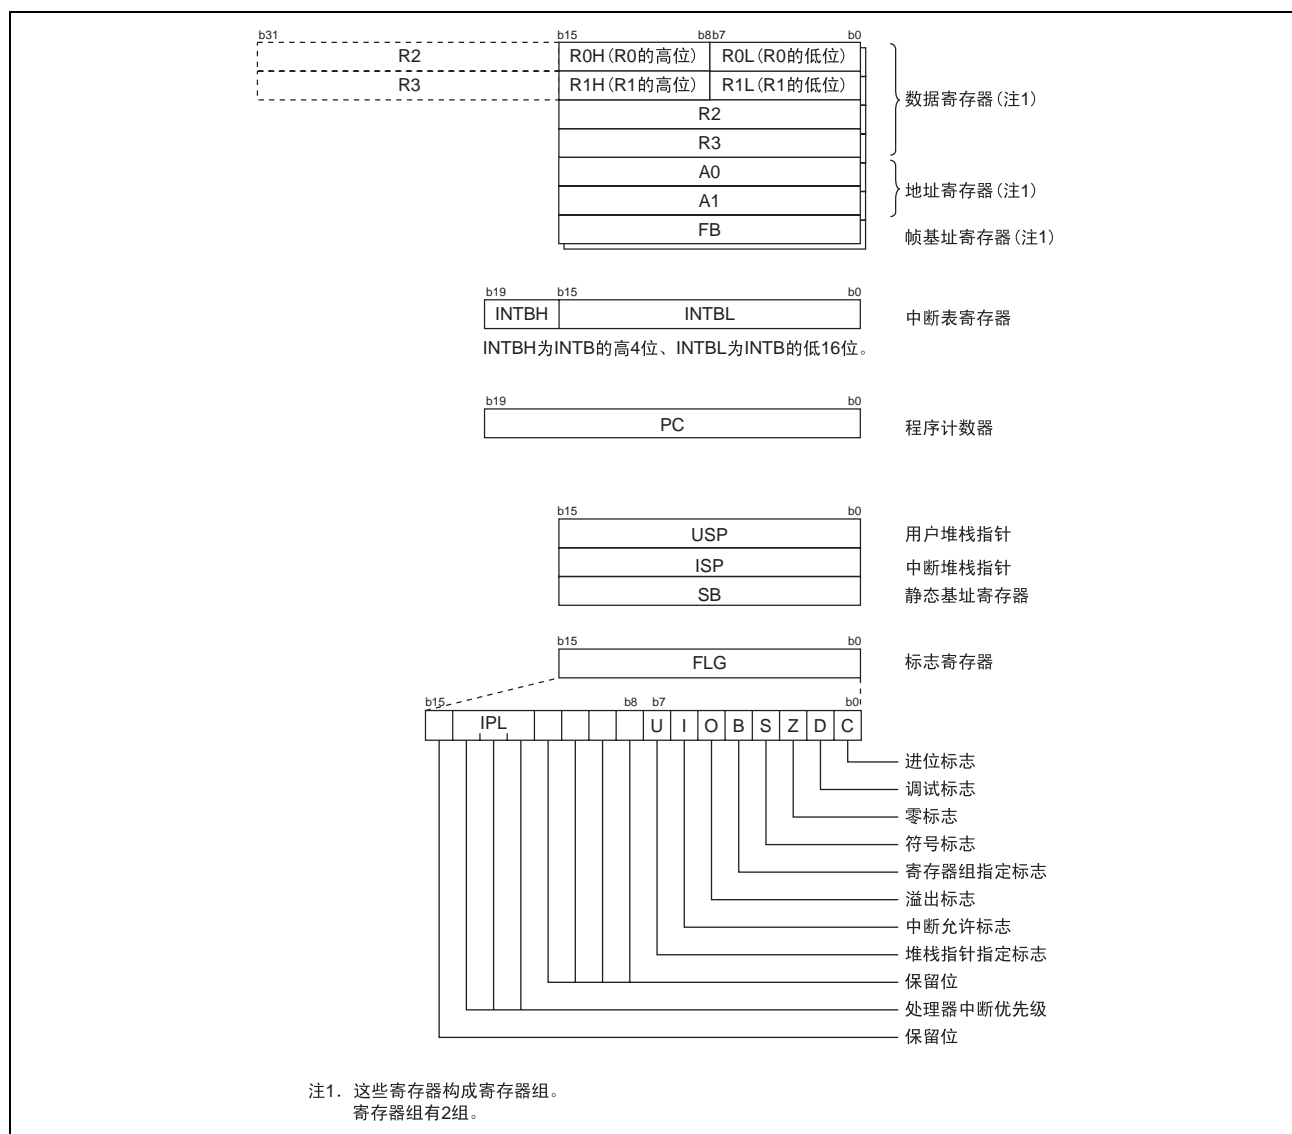 b31 b15 b8b7 b0
R2 R0H(R0的高位) R0L(R0的低位)
R3 R1H(R1的高位) R1L(R1的低位)
R2
R3
数据寄存器(注1)
A0
A1
地址寄存器(注1)
FB 帧基址寄存器(注1)
b19 b15 b0
INTBH INTBL 中断表寄存器
INTBH为INTB的高4位、INTBL为INTB的低16位。
b19 b0
PC 程序计数器
b15 b0
USP 用户堆栈指针
ISP 中断堆栈指针
SB 静态基址寄存器
b15 b0
FLG 标志寄存器
b15 b8 b7 b0
IPL U I O B S Z D C
进位标志
调试标志
零标志
符号标志
寄存器组指定标志
溢出标志
中断允许标志
堆栈指针指定标志
保留位
处理器中断优先级
保留位
注1. 这些寄存器构成寄存器组。
寄存器组有2组。